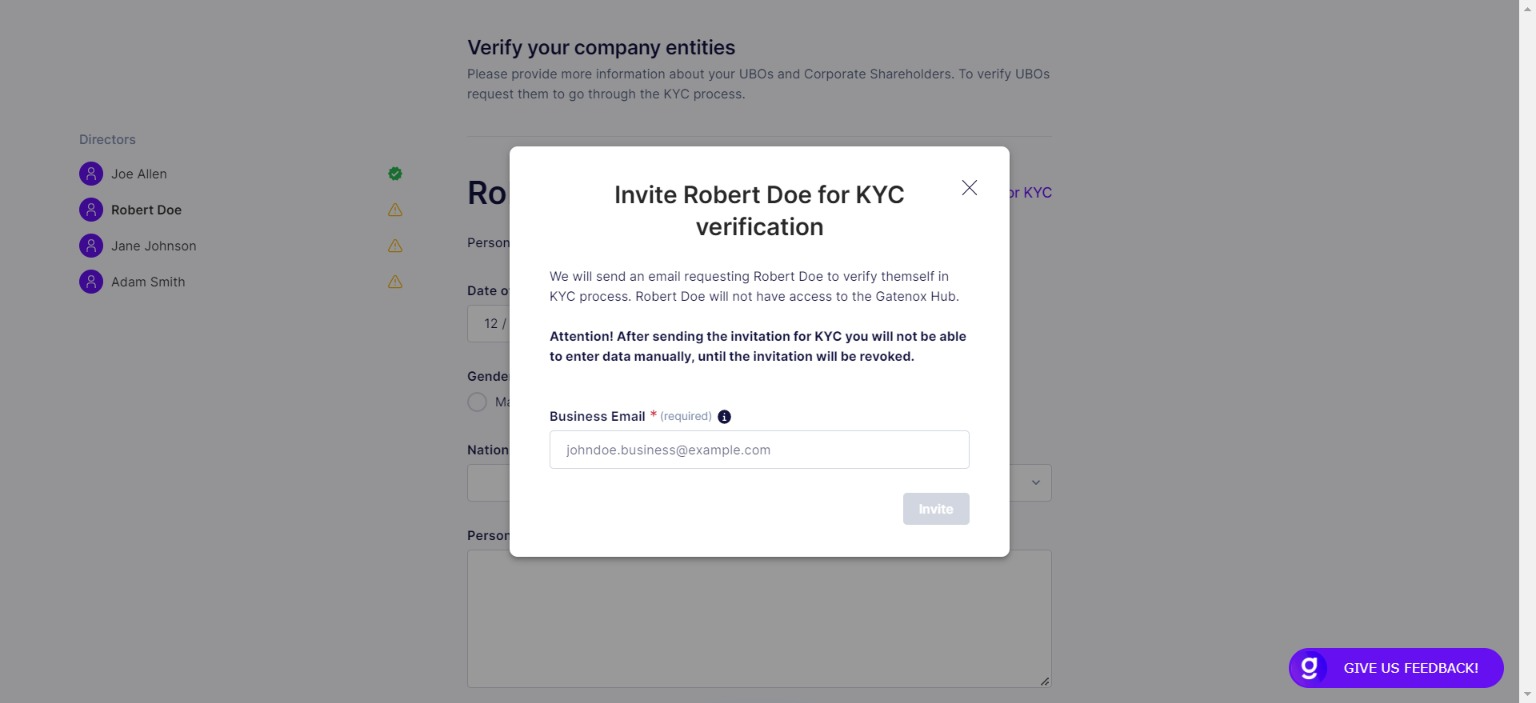 Verify your company entities
Please provide more information about your UBOs and Corporate Shareholders. To verify UBOs
request them to go through the KYC process.
Directors
Joe Allen
Robert Doe
Jane Johnson
Adam Smith
Ro
or KYC
Person
Date o
12 /
Gende
Ma
Nation
Person
Invite Robert Doe for KYC
verification
We will send an email requesting Robert Doe to verify themself in
KYC process. Robert Doe will not have access to the Gatenox Hub.
Attention! After sending the invitation for KYC you will not be able
to enter data manually, until the invitation will be revoked.
Business Email * (required)
johndoe.business@example.com
Invite
g GIVE US FEEDBACK!